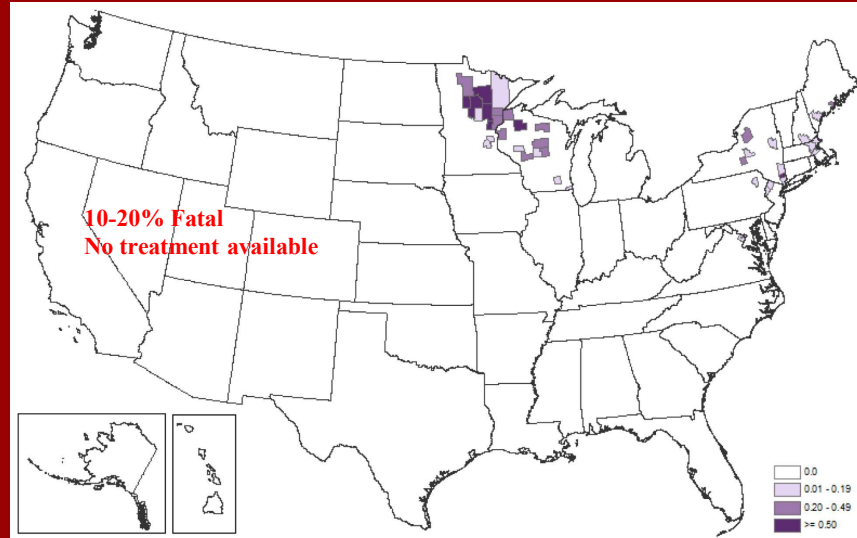 10-20% Fatal
No treatment available
0.0
0.01 - 0.19
0.20 - 0.49
>= 0.50